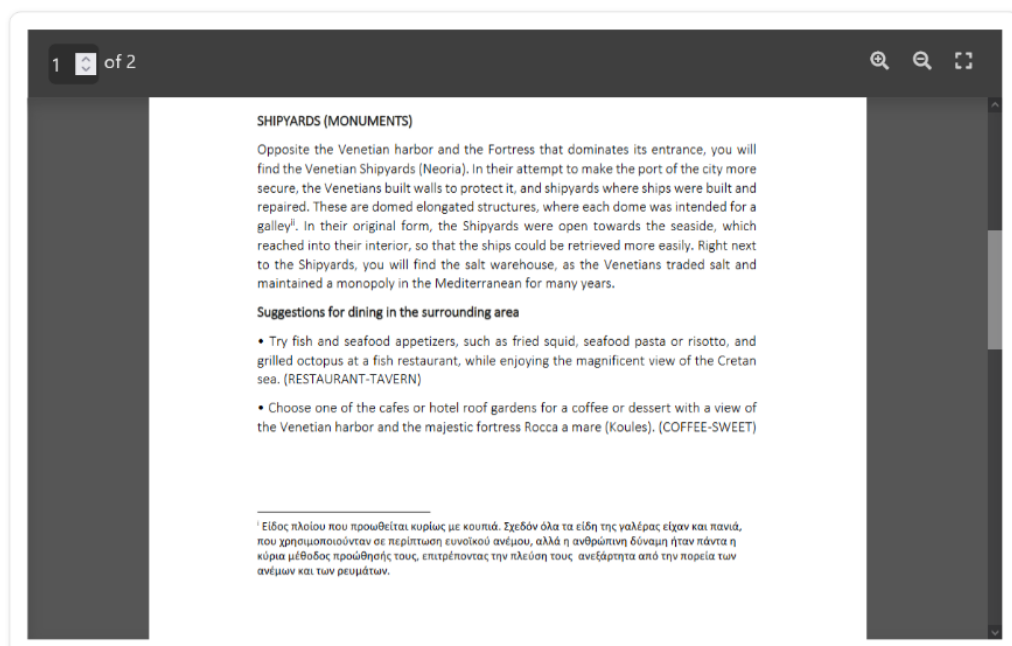 1 of 2
SHIPYARDS (MONUMENTS)
Opposite the Venetian harbor and the Fortress that dominates its entrance, you will
find the Venetian Shipyards (Neoria). In their attempt to make the port of the city more
secure, the Venetians built walls to protect it, and shipyards where ships were built and
repaired. These are domed elongated structures, where each dome was intended for a
galleyⁱⁱ. In their original form, the Shipyards were open towards the seaside, which
reached into their interior, so that the ships could be retrieved more easily. Right next
to the Shipyards, you will find the salt warehouse, as the Venetians traded salt and
maintained a monopoly in the Mediterranean for many years.
Suggestions for dining in the surrounding area
• Try fish and seafood appetizers, such as fried squid, seafood pasta or risotto, and
grilled octopus at a fish restaurant, while enjoying the magnificent view of the Cretan
sea. (RESTAURANT-TAVERN)
• Choose one of the cafes or hotel roof gardens for a coffee or dessert with a view of
the Venetian harbor and the majestic fortress Rocca a mare (Koules). (COFFEE-SWEET)
ⁱ Είδος πλοίου που προωθείται κυρίως με κουπιά. Σχεδόν όλα τα είδη της γαλέρας είχαν και πανιά,
που χρησιμοποιούνταν σε περίπτωση ευνοϊκού ανέμου, αλλά η ανθρώπινη δύναμη ήταν πάντα η
κύρια μέθοδος προώθησής τους, επιτρέποντας την πλεύση τους ανεξάρτητα από την πορεία των
ανέμων και των ρευμάτων.